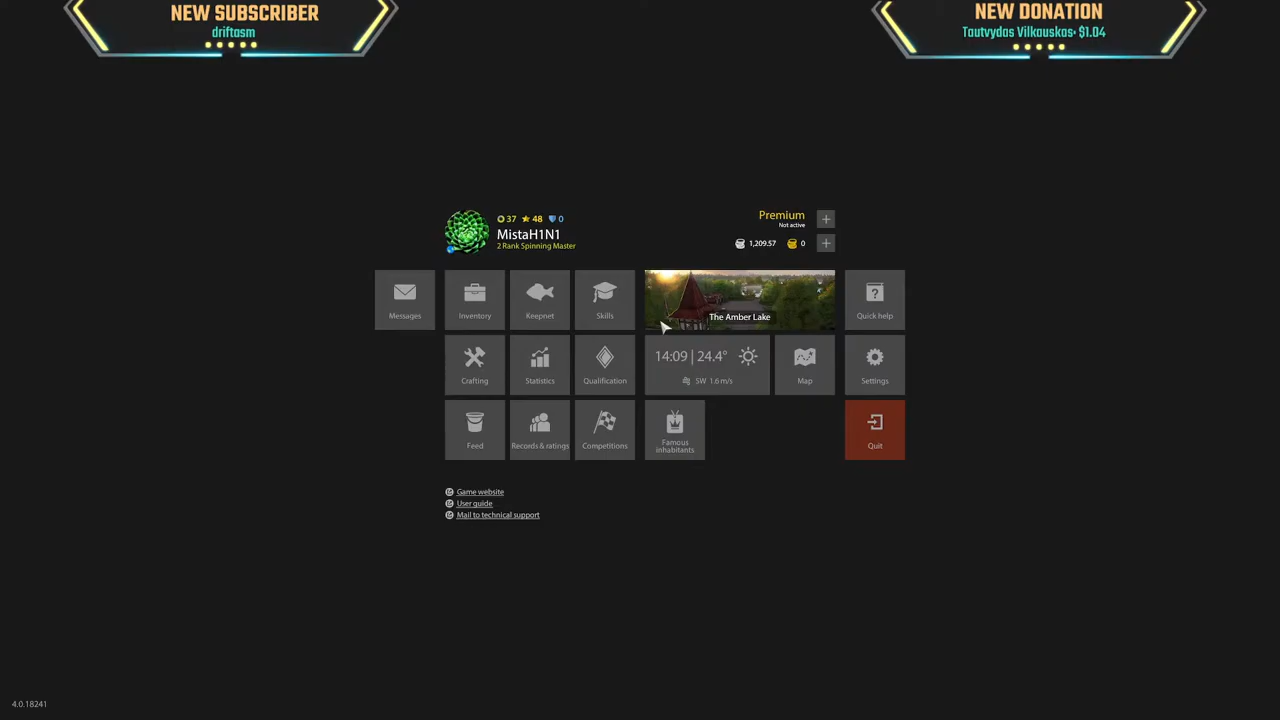 NEW SUBSCRIBER
driftasm
NEW DONATION
Tautvydas Vilkauskas• $1.04
37 48 0
MistaH1N1
2 Rank Spinning Master
Premium
Not active
1,209.57 0
Messages
Inventory
Keepnet
Skills
The Amber Lake
Quick help
Crafting
Statistics
Qualification
14:09 | 24.4°
SW 1.6 m/s
Map
Settings
Feed
Records & ratings
Competitions
Famous
inhabitants
Quit
Game website
User guide
Mail to technical support
4.0.18241